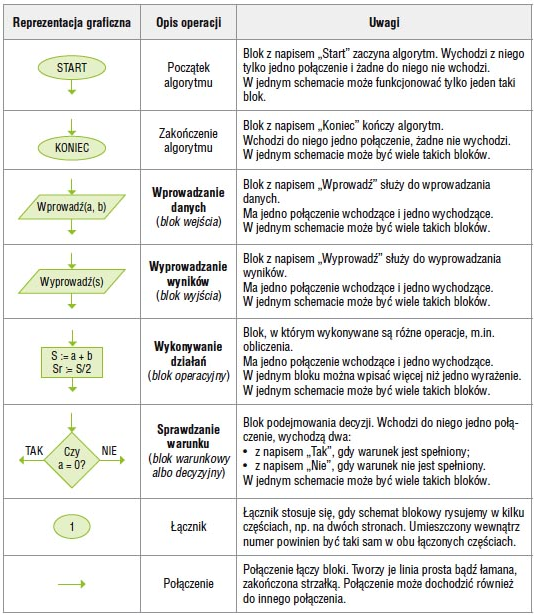 Reprezentacja graficzna
Opis operacji
Uwagi
START
Początek
algorytmu
Blok z napisem „Start” zaczyna algorytm. Wychodzi z niego
tylko jedno połączenie i żadne do niego nie wchodzi.
W jednym schemacie może funkcjonować tylko jeden taki
blok.
KONIEC
Zakończenie
algorytmu
Blok z napisem „Koniec” kończy algorytm.
Wchodzi do niego jedno połączenie, żadne nie wychodzi.
W jednym schemacie może być wiele takich bloków.
Wprowadź(a, b)
Wprowadzanie
danych
(blok wejścia)
Blok z napisem „Wprowadź” służy do wprowadzania
danych.
Ma jedno połączenie wchodzące i jedno wychodzące.
W jednym schemacie może być wiele takich bloków.
Wyprowadź(s)
Wyprowadzanie
wyników
(blok wyjścia)
Blok z napisem „Wyprowadź” służy do wyprowadzania
wyników.
Ma jedno połączenie wchodzące i jedno wychodzące.
W jednym schemacie może być wiele takich bloków.
S := a + b
Sr := S/2
Wykonywanie
działań
(blok operacyjny)
Blok, w którym wykonywane są różne operacje, m.in.
obliczenia.
Ma jedno połączenie wchodzące i jedno wychodzące.
W jednym bloku można wpisać więcej niż jedno wyrażenie.
W jednym schemacie może być wiele takich bloków.
TAK
Czy
a = 0?
NIE
Sprawdzanie
warunku
(blok warunkowy
albo decyzyjny)
Blok podejmowania decyzji. Wchodzi do niego jedno połą-
czenie, wychodzą dwa:
• z napisem „Tak”, gdy warunek jest spełniony;
• z napisem „Nie”, gdy warunek nie jest spełniony.
W jednym schemacie może być wiele takich bloków.
1
Łącznik
Łącznik stosuje się, gdy schemat blokowy rysujemy w kilku
częściach, np. na dwóch stronach. Umieszczony wewnątrz
numer powinien być taki sam w obu łączonych częściach.
Połączenie
Połączenie łączy bloki. Tworzy je linia prosta bądź łamana,
zakończona strzałką. Połączenie może dochodzić również
do innego połączenia.